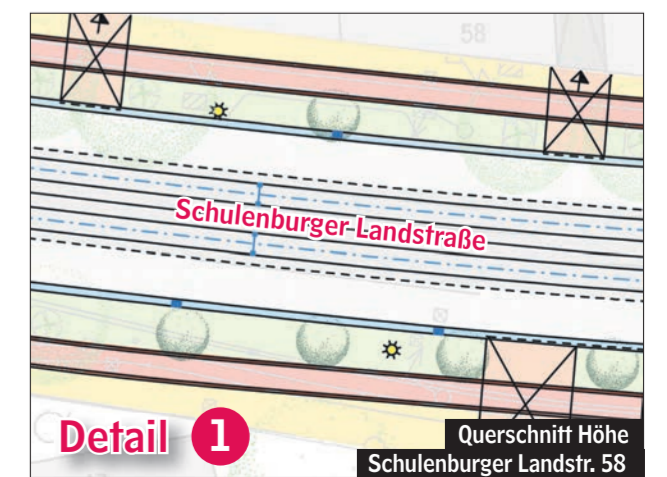 58
Schulenburger Landstraße
Detail 1
Querschnitt Höhe
Schulenburger Landstr. 58